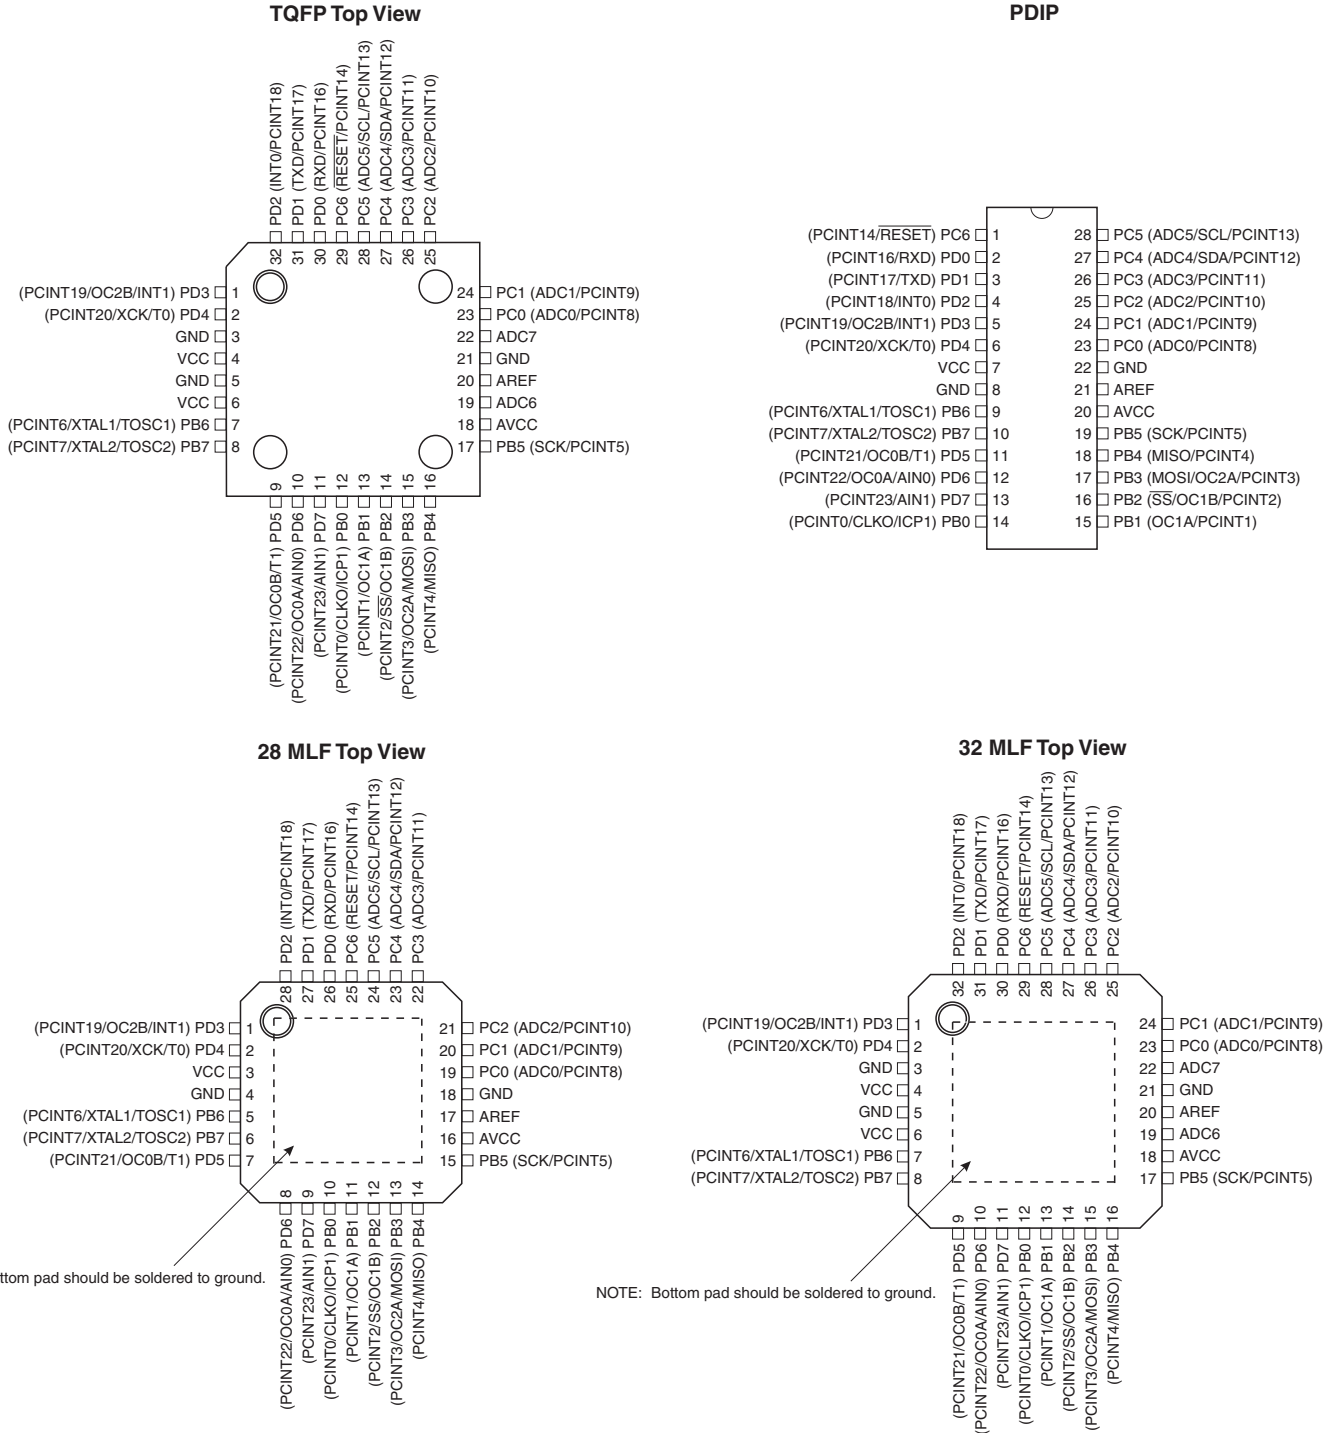 TQFP Top View
PD2 (INT0/PCINT18)
PD1 (TXD/PCINT17)
PD0 (RXD/PCINT16)
PC6 (RESET/PCINT14)
PC5 (ADC5/SCL/PCINT13)
PC4 (ADC4/SDA/PCINT12)
PC3 (ADC3/PCINT11)
PC2 (ADC2/PCINT10)
32 31 30 29 28 27 26 25
(PCINT19/OC2B/INT1) PD3 1
(PCINT20/XCK/T0) PD4 2
GND 3
VCC 4
GND 5
VCC 6
(PCINT6/XTAL1/TOSC1) PB6 7
(PCINT7/XTAL2/TOSC2) PB7 8
24 PC1 (ADC1/PCINT9)
23 PC0 (ADC0/PCINT8)
22 ADC7
21 GND
20 AREF
19 ADC6
18 AVCC
17 PB5 (SCK/PCINT5)
9 10 11 12 13 14 15 16
(PCINT21/OC0B/T1) PD5
(PCINT22/OC0A/AIN0) PD6
(PCINT23/AIN1) PD7
(PCINT0/CLKO/ICP1) PB0
(PCINT1/OC1A) PB1
(PCINT2/SS/OC1B) PB2
(PCINT3/OC2A/MOSI) PB3
(PCINT4/MISO) PB4
PDIP
(PCINT14/RESET) PC6 1
(PCINT16/RXD) PD0 2
(PCINT17/TXD) PD1 3
(PCINT18/INT0) PD2 4
(PCINT19/OC2B/INT1) PD3 5
(PCINT20/XCK/T0) PD4 6
VCC 7
GND 8
(PCINT6/XTAL1/TOSC1) PB6 9
(PCINT7/XTAL2/TOSC2) PB7 10
(PCINT21/OC0B/T1) PD5 11
(PCINT22/OC0A/AIN0) PD6 12
(PCINT23/AIN1) PD7 13
(PCINT0/CLKO/ICP1) PB0 14
28 PC5 (ADC5/SCL/PCINT13)
27 PC4 (ADC4/SDA/PCINT12)
26 PC3 (ADC3/PCINT11)
25 PC2 (ADC2/PCINT10)
24 PC1 (ADC1/PCINT9)
23 PC0 (ADC0/PCINT8)
22 GND
21 AREF
20 AVCC
19 PB5 (SCK/PCINT5)
18 PB4 (MISO/PCINT4)
17 PB3 (MOSI/OC2A/PCINT3)
16 PB2 (SS/OC1B/PCINT2)
15 PB1 (OC1A/PCINT1)
28 MLF Top View
PD2 (INT0/PCINT18)
PD1 (TXD/PCINT17)
PD0 (RXD/PCINT16)
PC6 (RESET/PCINT14)
PC5 (ADC5/SCL/PCINT13)
PC4 (ADC4/SDA/PCINT12)
PC3 (ADC3/PCINT11)
28 27 26 25 24 23 22
(PCINT19/OC2B/INT1) PD3 1
(PCINT20/XCK/T0) PD4 2
VCC 3
GND 4
(PCINT6/XTAL1/TOSC1) PB6 5
(PCINT7/XTAL2/TOSC2) PB7 6
(PCINT21/OC0B/T1) PD5 7
21 PC2 (ADC2/PCINT10)
20 PC1 (ADC1/PCINT9)
19 PC0 (ADC0/PCINT8)
18 GND
17 AREF
16 AVCC
15 PB5 (SCK/PCINT5)
8 9 10 11 12 13 14
(PCINT22/OC0A/AIN0) PD6
(PCINT23/AIN1) PD7
(PCINT0/CLKO/ICP1) PB0
(PCINT1/OC1A) PB1
(PCINT2/SS/OC1B) PB2
(PCINT3/OC2A/MOSI) PB3
(PCINT4/MISO) PB4
ttom pad should be soldered to ground.
32 MLF Top View
PD2 (INT0/PCINT18)
PD1 (TXD/PCINT17)
PD0 (RXD/PCINT16)
PC6 (RESET/PCINT14)
PC5 (ADC5/SCL/PCINT13)
PC4 (ADC4/SDA/PCINT12)
PC3 (ADC3/PCINT11)
PC2 (ADC2/PCINT10)
32 31 30 29 28 27 26 25
(PCINT19/OC2B/INT1) PD3 1
(PCINT20/XCK/T0) PD4 2
GND 3
VCC 4
GND 5
VCC 6
(PCINT6/XTAL1/TOSC1) PB6 7
(PCINT7/XTAL2/TOSC2) PB7 8
24 PC1 (ADC1/PCINT9)
23 PC0 (ADC0/PCINT8)
22 ADC7
21 GND
20 AREF
19 ADC6
18 AVCC
17 PB5 (SCK/PCINT5)
9 10 11 12 13 14 15 16
(PCINT21/OC0B/T1) PD5
(PCINT22/OC0A/AIN0) PD6
(PCINT23/AIN1) PD7
(PCINT0/CLKO/ICP1) PB0
(PCINT1/OC1A) PB1
(PCINT2/SS/OC1B) PB2
(PCINT3/OC2A/MOSI) PB3
(PCINT4/MISO) PB4
NOTE: Bottom pad should be soldered to ground.